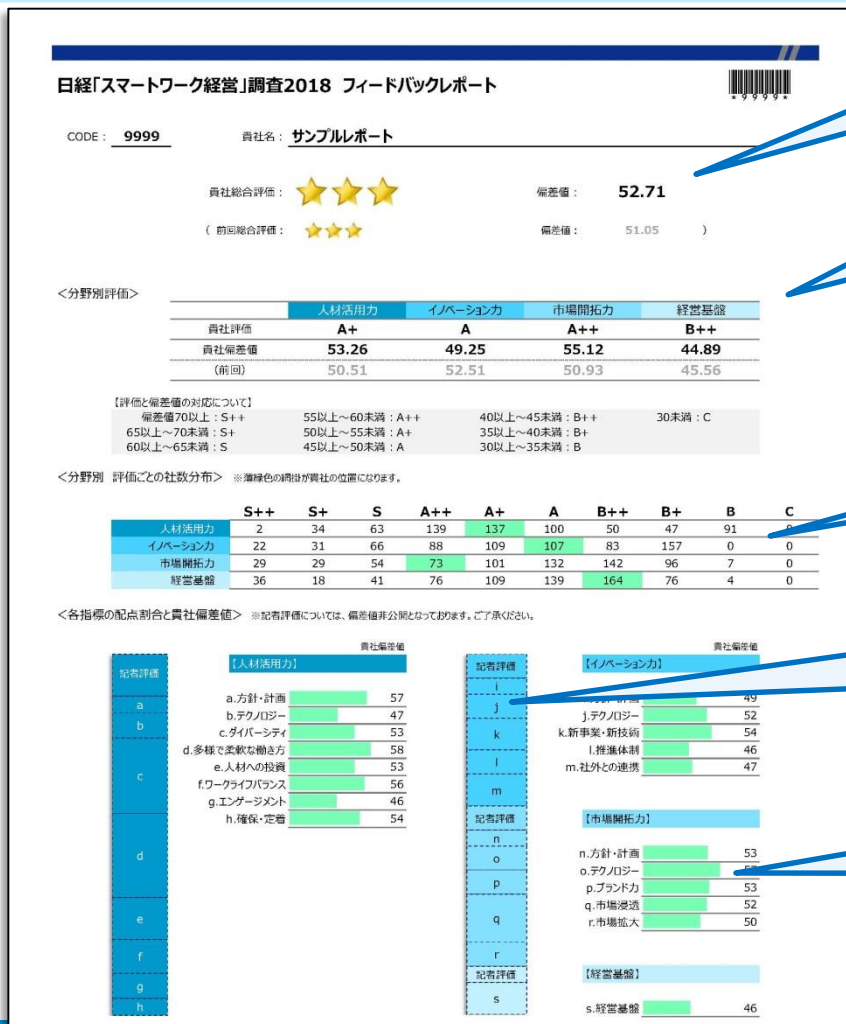 日経「スマートワーク経営」調査2018 フィードバックレポート
*9999*
CODE： 9999 貴社名： サンプルレポート
貴社総合評価： 偏差値： 52.71
（ 前回総合評価： 偏差値： 51.05 ）
＜分野別評価＞
人材活用力 イノベーション力 市場開拓力 経営基盤
貴社評価 A+ A A++ B++
貴社偏差値 53.26 49.25 55.12 44.89
(前回) 50.51 52.51 50.93 45.56
【評価と偏差値の対応について】
偏差値70以上：S++ 55以上～60未満：A++ 40以上～45未満：B++ 30未満：C
65以上～70未満：S+ 50以上～55未満：A+ 35以上～40未満：B+
60以上～65未満：S 45以上～50未満：A 30以上～35未満：B
＜分野別 評価ごとの社数分布＞ ※薄緑色の網掛が貴社の位置になります。
S++ S+ S A++ A+ A B++ B+ B C
人材活用力 2 34 63 139 137 100 50 47 91
イノベーション力 22 31 66 88 109 107 83 157 0 0
市場開拓力 29 29 54 73 101 132 142 96 7 0
経営基盤 36 18 41 76 109 139 164 76 4 0
＜各指標の配点割合と貴社偏差値＞ ※記者評価については、偏差値非公開となっております。ご了承ください。
記者評価
a
b
c
d
e
f
g
h
貴社偏差値
【人材活用力】
a.方針・計画 57
b.テクノロジー 47
c.ダイバーシティ 53
d.多様で柔軟な働き方 58
e.人材への投資 53
f.ワークライフバランス 56
g.エンゲージメント 46
h.確保・定着 54
記者評価
i
j
k
l
m
記者評価
n
o
p
q
r
記者評価
s
貴社偏差値
【イノベーション力】
49
j.テクノロジー 52
k.新事業・新技術 54
l.推進体制 46
m.社外との連携 47
【市場開拓力】
n.方針・計画 53
o.テクノロジー
p.ブランド力 53
q.市場浸透 52
r.市場拡大 50
【経営基盤】
s.経営基盤 46